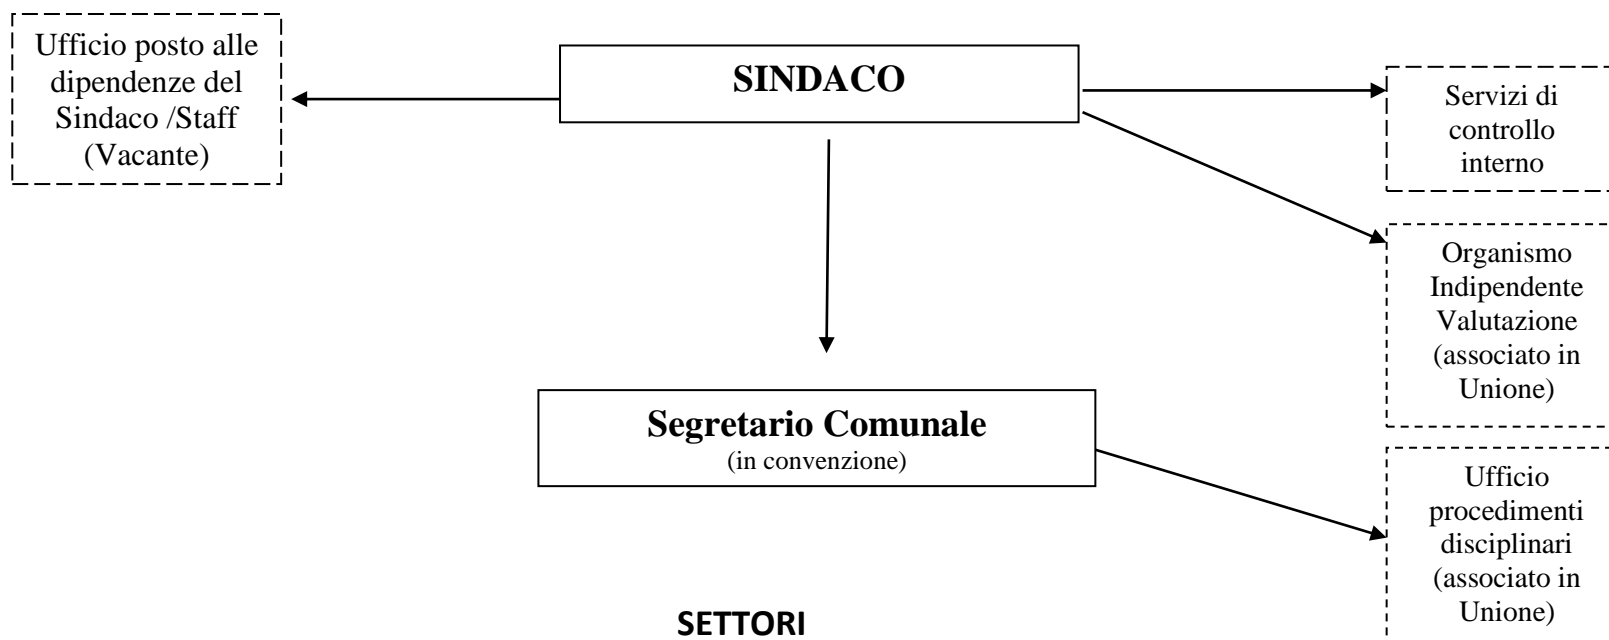 Ufficio posto alle
dipendenze del
Sindaco /Staff
(Vacante)
SINDACO
Servizi di
controllo
interno
Organismo
Indipendente
Valutazione
(associato in
Unione)
Segretario Comunale
(in convenzione)
Ufficio
procedimenti
disciplinari
(associato in
Unione)
SETTORI